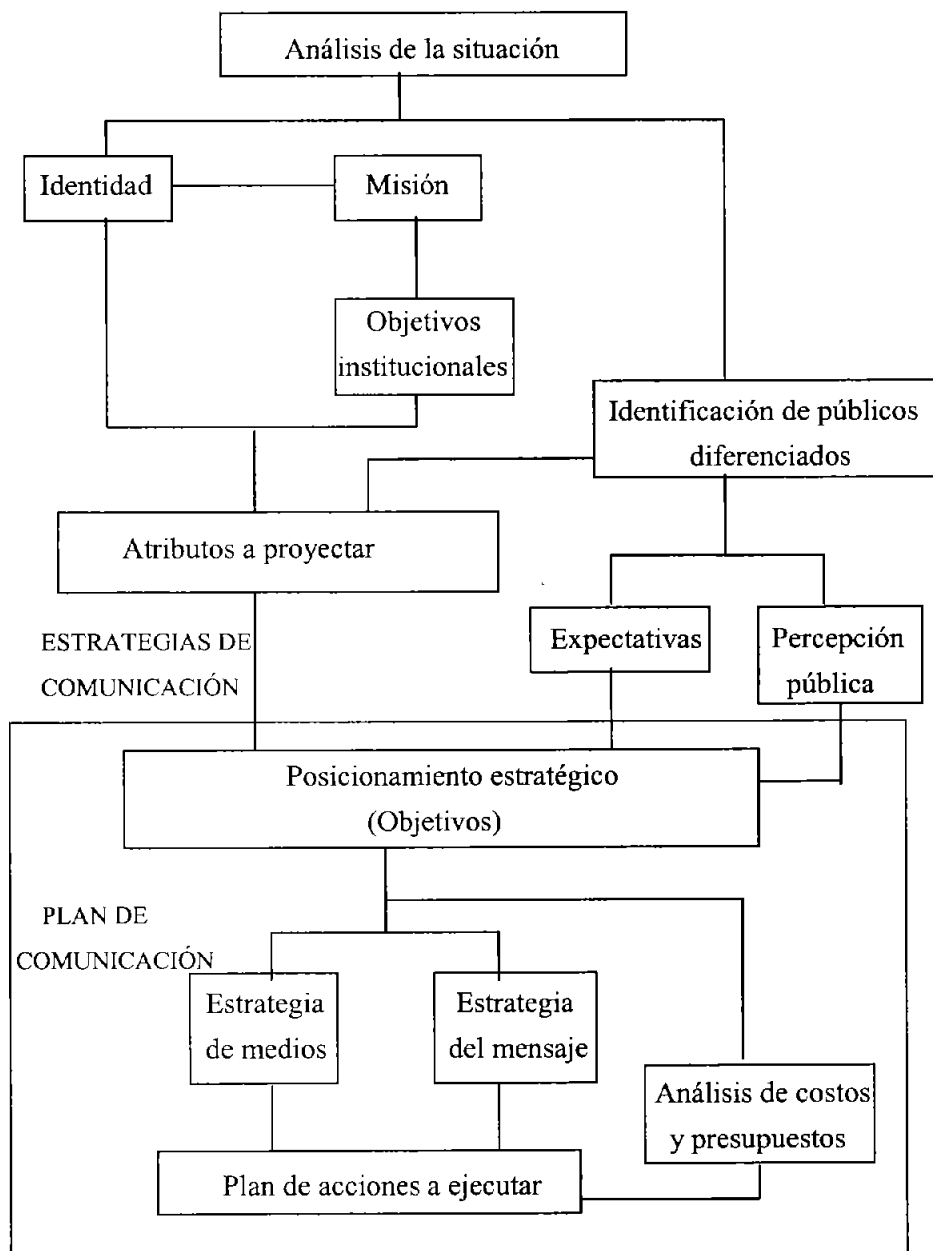 Análisis de la situación
Identidad
Misión
Objetivos
institucionales
Identificación de públicos
diferenciados
Atributos a proyectar
ESTRATEGIAS DE
COMUNICACIÓN
Expectativas
Percepción
pública
Posicionamiento estratégico
(Objetivos)
PLAN DE
COMUNICACIÓN
Estrategia
de medios
Estrategia
del mensaje
Análisis de costos
y presupuestos
Plan de acciones a ejecutar